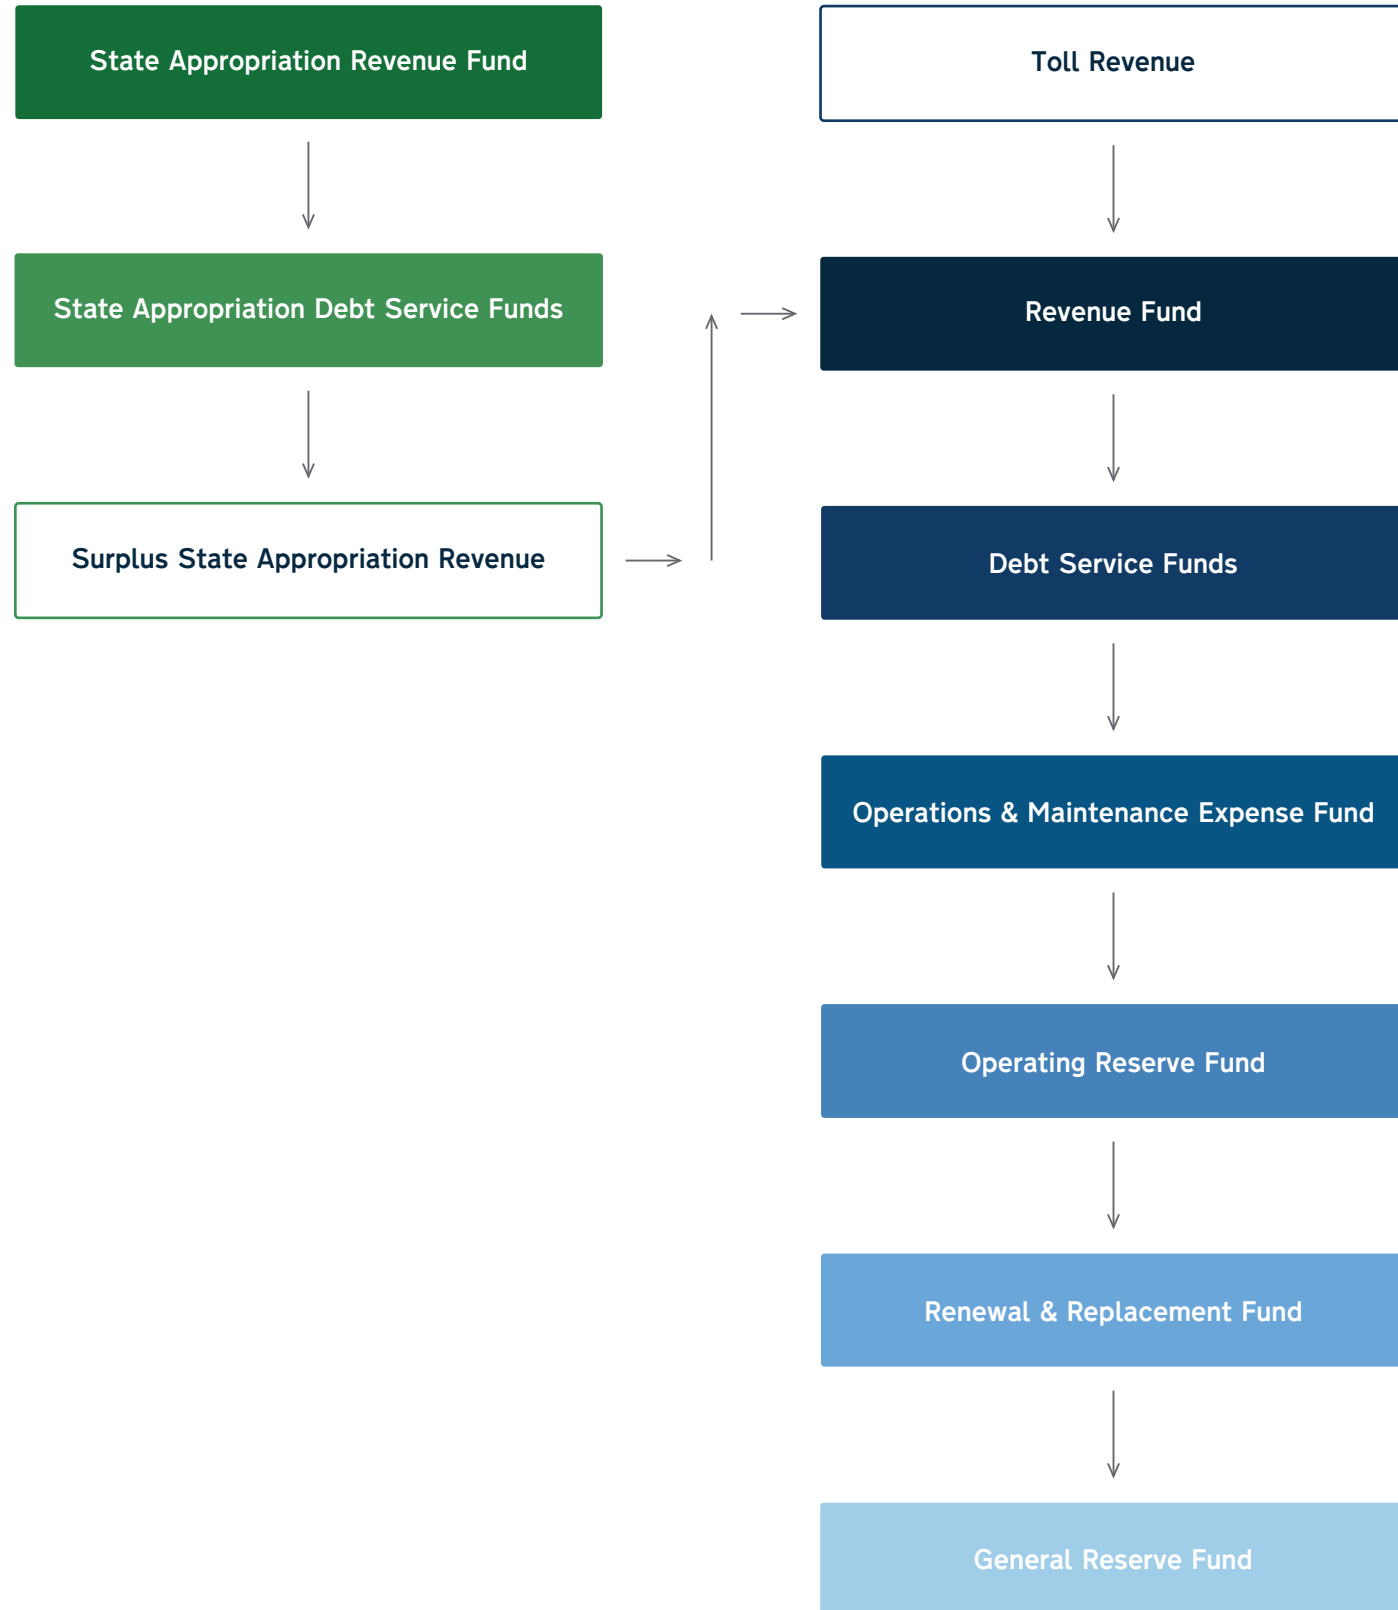 State Appropriation Revenue Fund
State Appropriation Debt Service Funds
Surplus State Appropriation Revenue
Toll Revenue
Revenue Fund
Debt Service Funds
Operations & Maintenance Expense Fund
Operating Reserve Fund
Renewal & Replacement Fund
General Reserve Fund